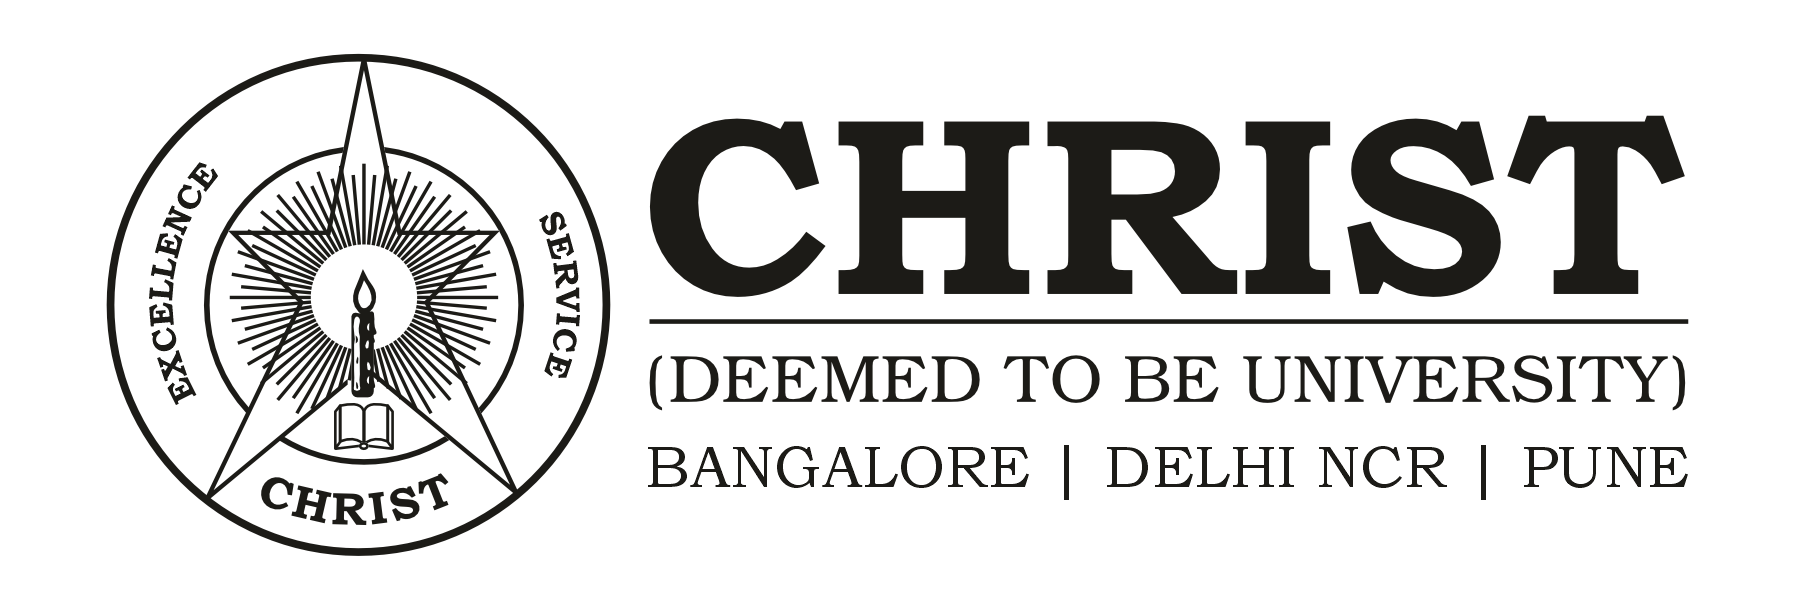 EXCELLENCE
SERVICE
CHRIST
CHRIST
(DEEMED TO BE UNIVERSITY)
BANGALORE | DELHI NCR | PUNE